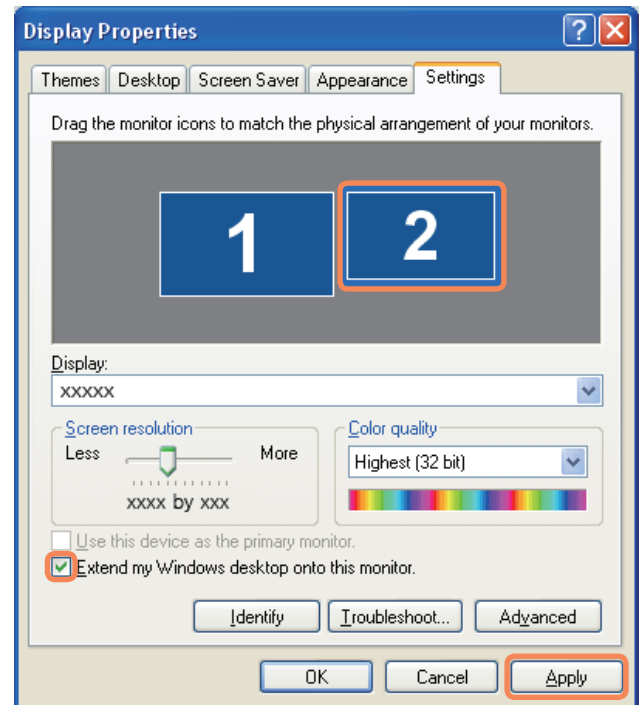 Display Properties
Themes Desktop Screen Saver Appearance Settings
Drag the monitor icons to match the physical arrangement of your monitors.
1 2
Display:
xxxxx
Screen resolution Color quality
Less More Highest (32 bit)
xxxx by xxx
Use this device as the primary monitor.
Extend my Windows desktop onto this monitor.
Identify Troubleshoot... Advanced
OK Cancel Apply